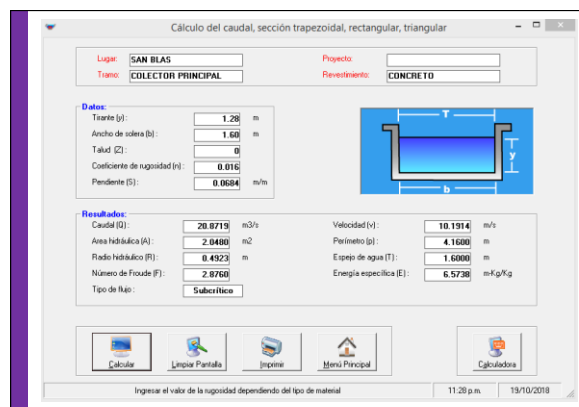 Cálculo del caudal, sección trapezoidal, rectangular, triangular
Lugar: SAN BLAS Proyecto:
Tramo: COLECTOR PRINCIPAL Revestimiento: CONCRETO
Datos:
Tirante (y): 1.28 m
Ancho de solera (b): 1.60 m
Talud (Z): 0
Coeficiente de rugosidad (n): 0.016
Pendiente (S): 0.0684 m/m
T
y
b
Resultados:
Caudal (Q): 20.8719 m3/s Velocidad (v): 10.1914 m/s
Area hidráulica (A): 2.0480 m2 Perímetro (p): 4.1600 m
Radio hidráulico (R): 0.4923 m Espejo de agua (T): 1.6000 m
Número de Froude (F): 2.8760 Energía específica (E): 6.5738 m-Kg/Kg
Tipo de flujo: Subcrítico
Calcular Limpiar Pantalla Imprimir Menú Principal Calculadora
Ingresar el valor de la rugosidad dependiendo del tipo de material 11:28 p.m. 19/10/2018